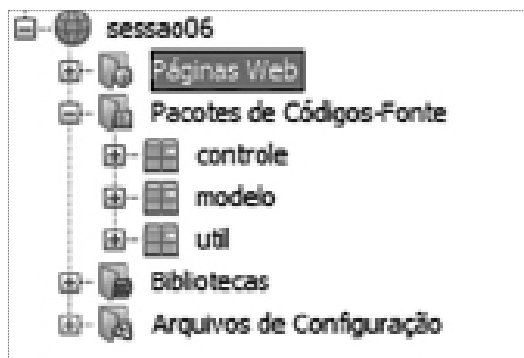 sessao06
Páginas Web
Pacotes de Códigos-Fonte
controle
modelo
util
Bibliotecas
Arquivos de Configuração